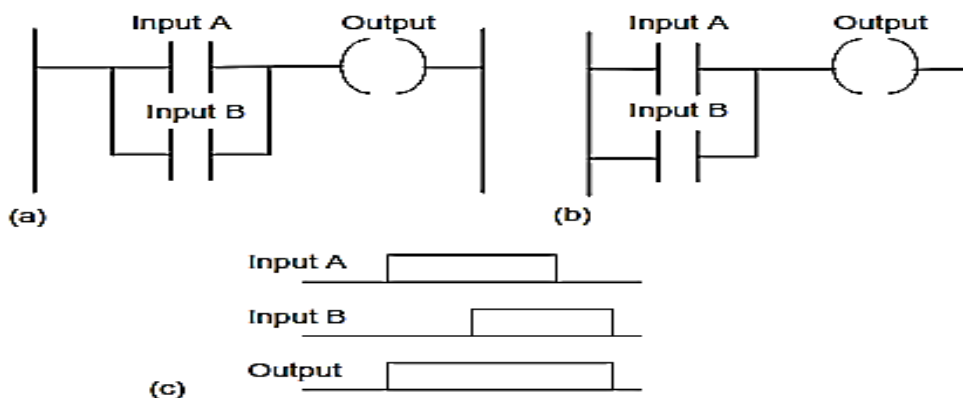 Input A Output
Input B
(a)
Input A Output
Input B
(b)
Input A
Input B
Output
(c)